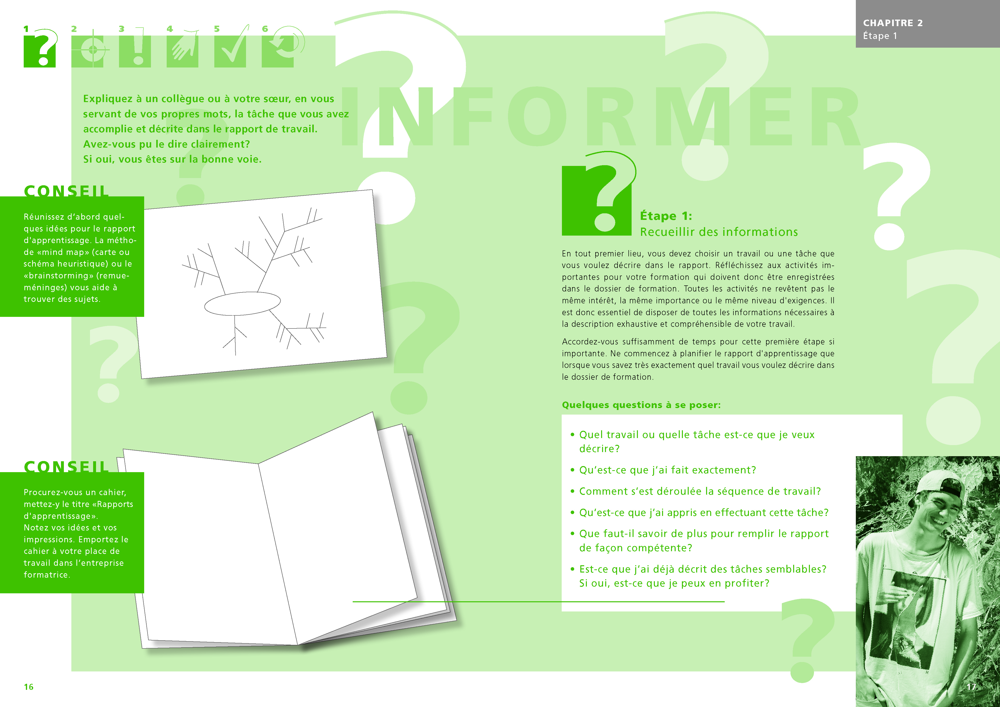 1 2 3 4 5 6
Expliquez à un collègue ou à votre sœur, en vous
servant de vos propres mots, la tâche que vous avez
accomplie et décrite dans le rapport de travail.
Avez-vous pu le dire clairement?
Si oui, vous êtes sur la bonne voie.
CONSEIL
Réunissez d‘abord quel-
ques idées pour le rapport
d'apprentissage. La métho-
de «mind map» (carte ou
schéma heuristique) ou le
«brainstorming» (remue-
méninges) vous aide à
trouver des sujets.
CONSEIL
Procurez-vous un cahier,
mettez-y le titre «Rapports
d'apprentissage».
Notez vos idées et vos
impressions. Emportez le
cahier à votre place de
travail dans l’entreprise
formatrice.
16
INFORMER
CHAPITRE 2
Étape 1
Étape 1:
Recueillir des informations
En tout premier lieu, vous devez choisir un travail ou une tâche que
vous voulez décrire dans le rapport. Réfléchissez aux activités im-
portantes pour votre formation qui doivent donc être enregistrées
dans le dossier de formation. Toutes les activités ne revêtent pas le
même intérêt, la même importance ou le même niveau d'exigences. Il
est donc essentiel de disposer de toutes les informations nécessaires à
la description exhaustive et compréhensible de votre travail.
Accordez-vous suffisamment de temps pour cette première étape si
importante. Ne commencez à planifier le rapport d'apprentissage que
lorsque vous savez très exactement quel travail vous voulez décrire dans
le dossier de formation.
Quelques questions à se poser:
• Quel travail ou quelle tâche est-ce que je veux
décrire?
• Qu‘est-ce que j‘ai fait exactement?
• Comment s‘est déroulée la séquence de travail?
• Qu‘est-ce que j‘ai appris en effectuant cette tâche?
• Que faut-il savoir de plus pour remplir le rapport
de façon compétente?
• Est-ce que j‘ai déjà décrit des tâches semblables?
Si oui, est-ce que je peux en profiter?
17